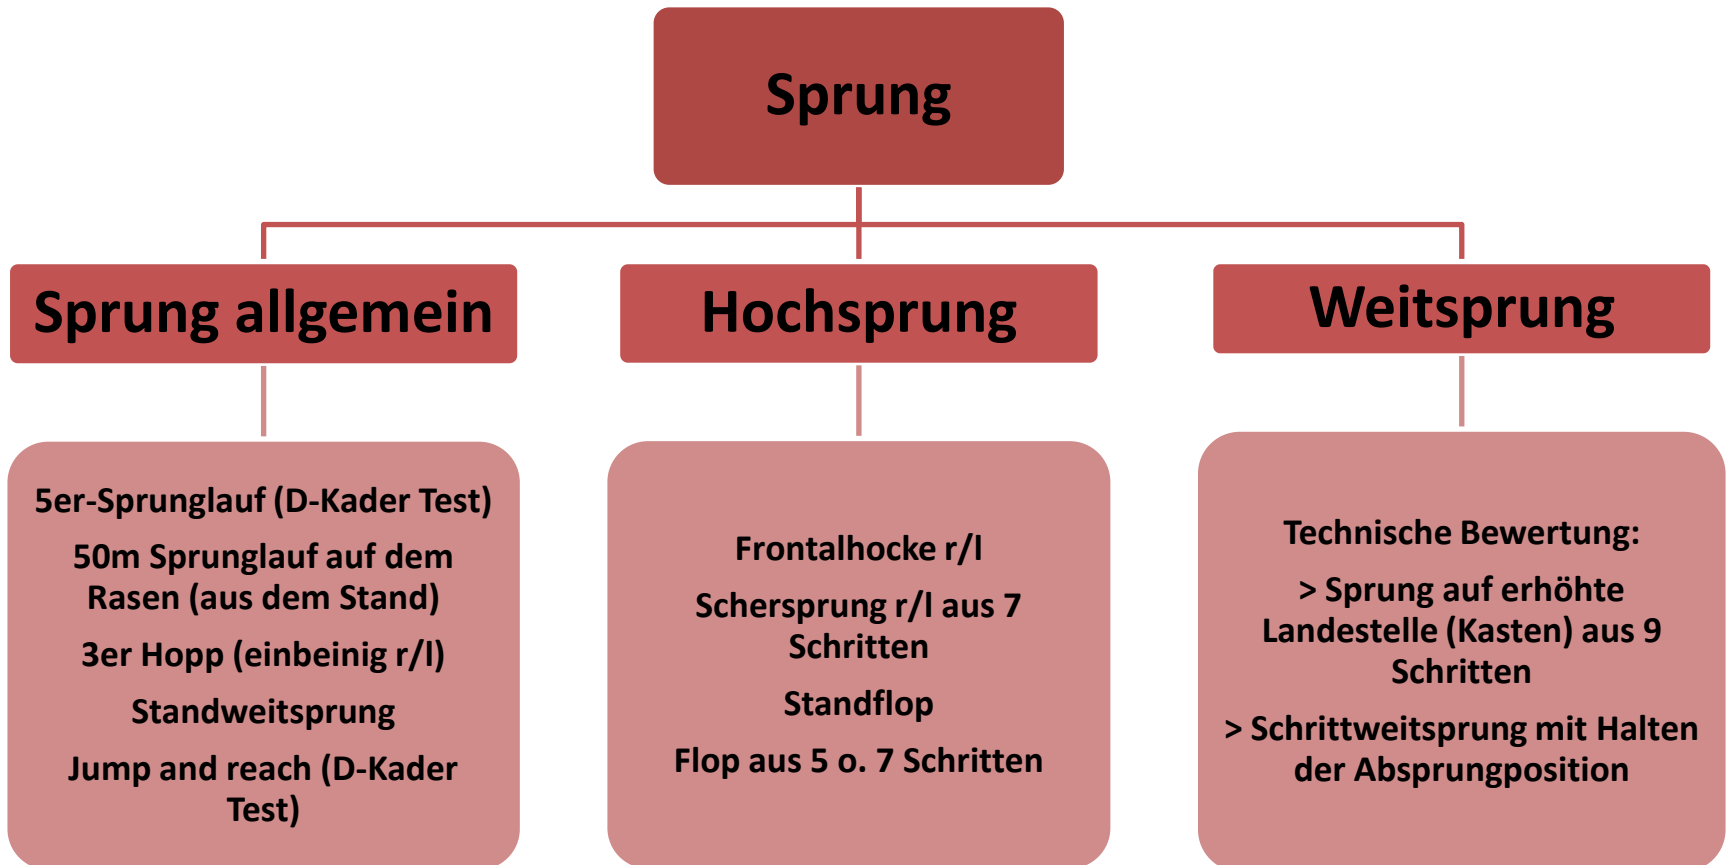 Sprung
Sprung allgemein
5er-Sprunglauf (D-Kader Test)
50m Sprunglauf auf dem
Rasen (aus dem Stand)
3er Hopp (einbeinig r/l)
Standweitsprung
Jump and reach (D-Kader
Test)
Hochsprung
Frontalhocke r/l
Schersprung r/l aus 7
Schritten
Standflop
Flop aus 5 o. 7 Schritten
Weitsprung
Technische Bewertung:
> Sprung auf erhöhte
Landestelle (Kasten) aus 9
Schritten
> Schrittweitsprung mit Halten
der Absprungposition